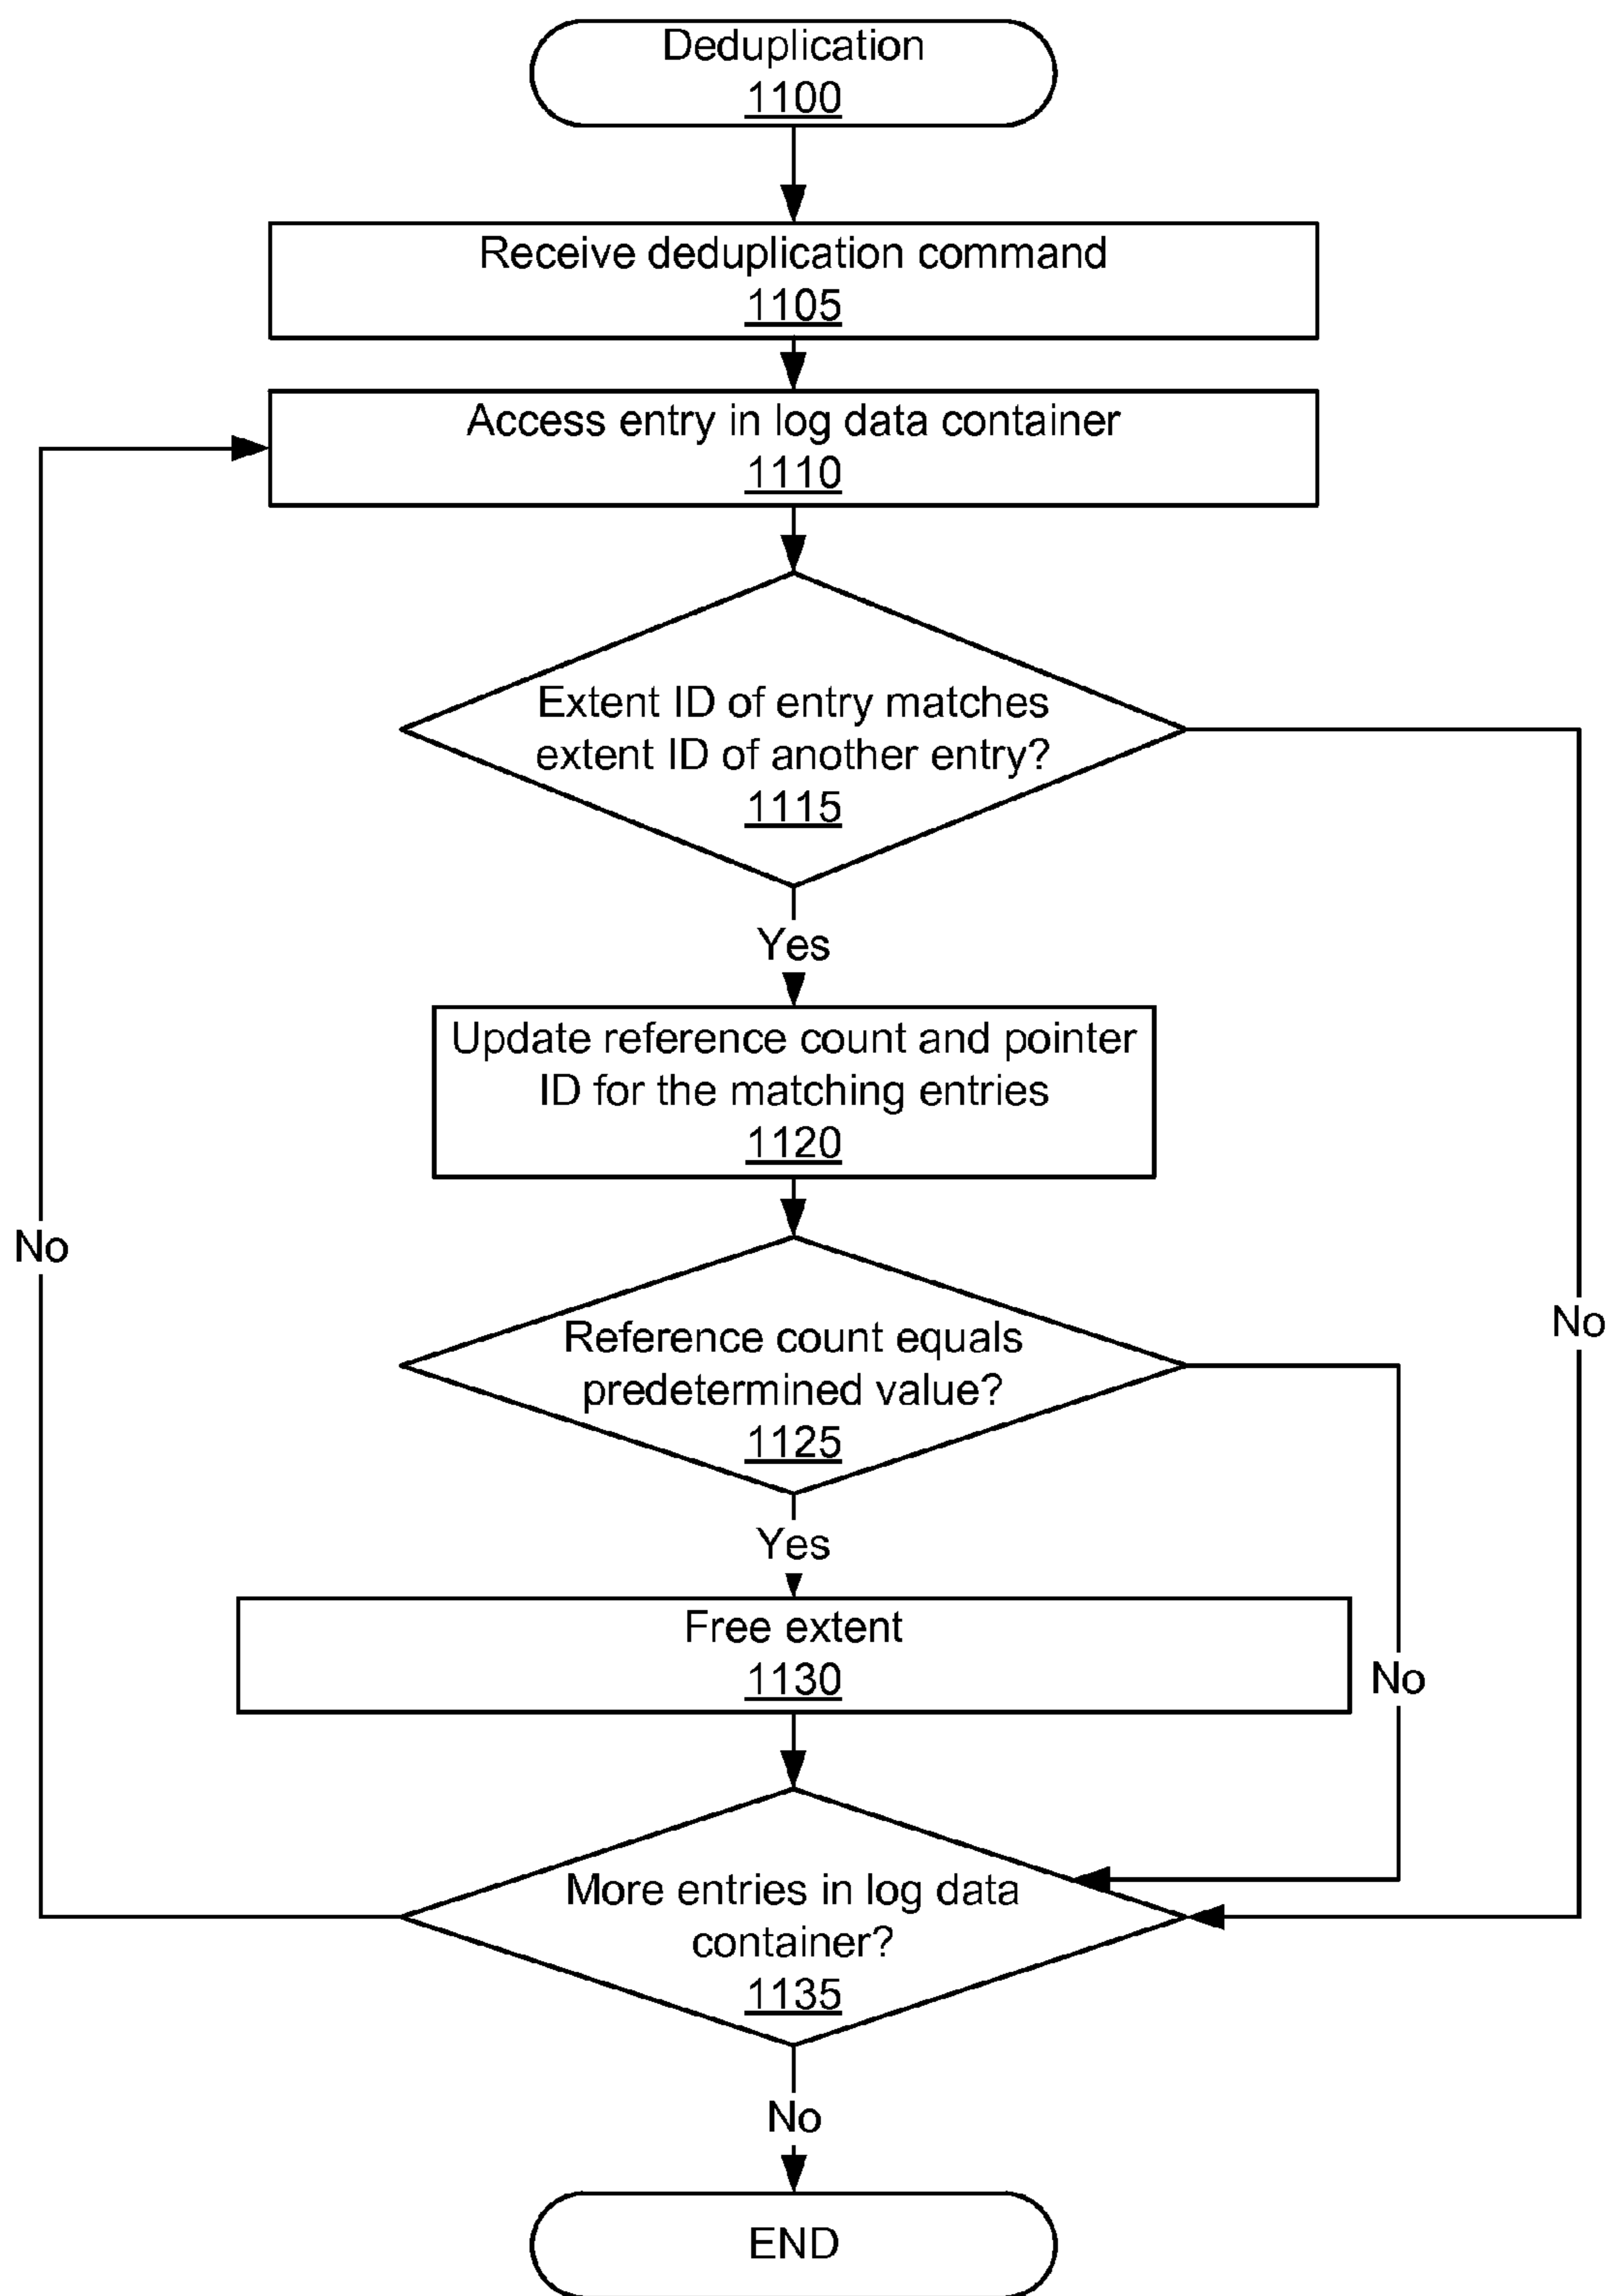 Deduplication
1100
Receive deduplication command
1105
Access entry in log data container
1110
Extent ID of entry matches
extent ID of another entry?
1115
Yes
Update reference count and pointer
ID for the matching entries
1120
No
Reference count equals
predetermined value?
1125
No
Yes
Free extent
1130
No
More entries in log data
container?
1135
No
END